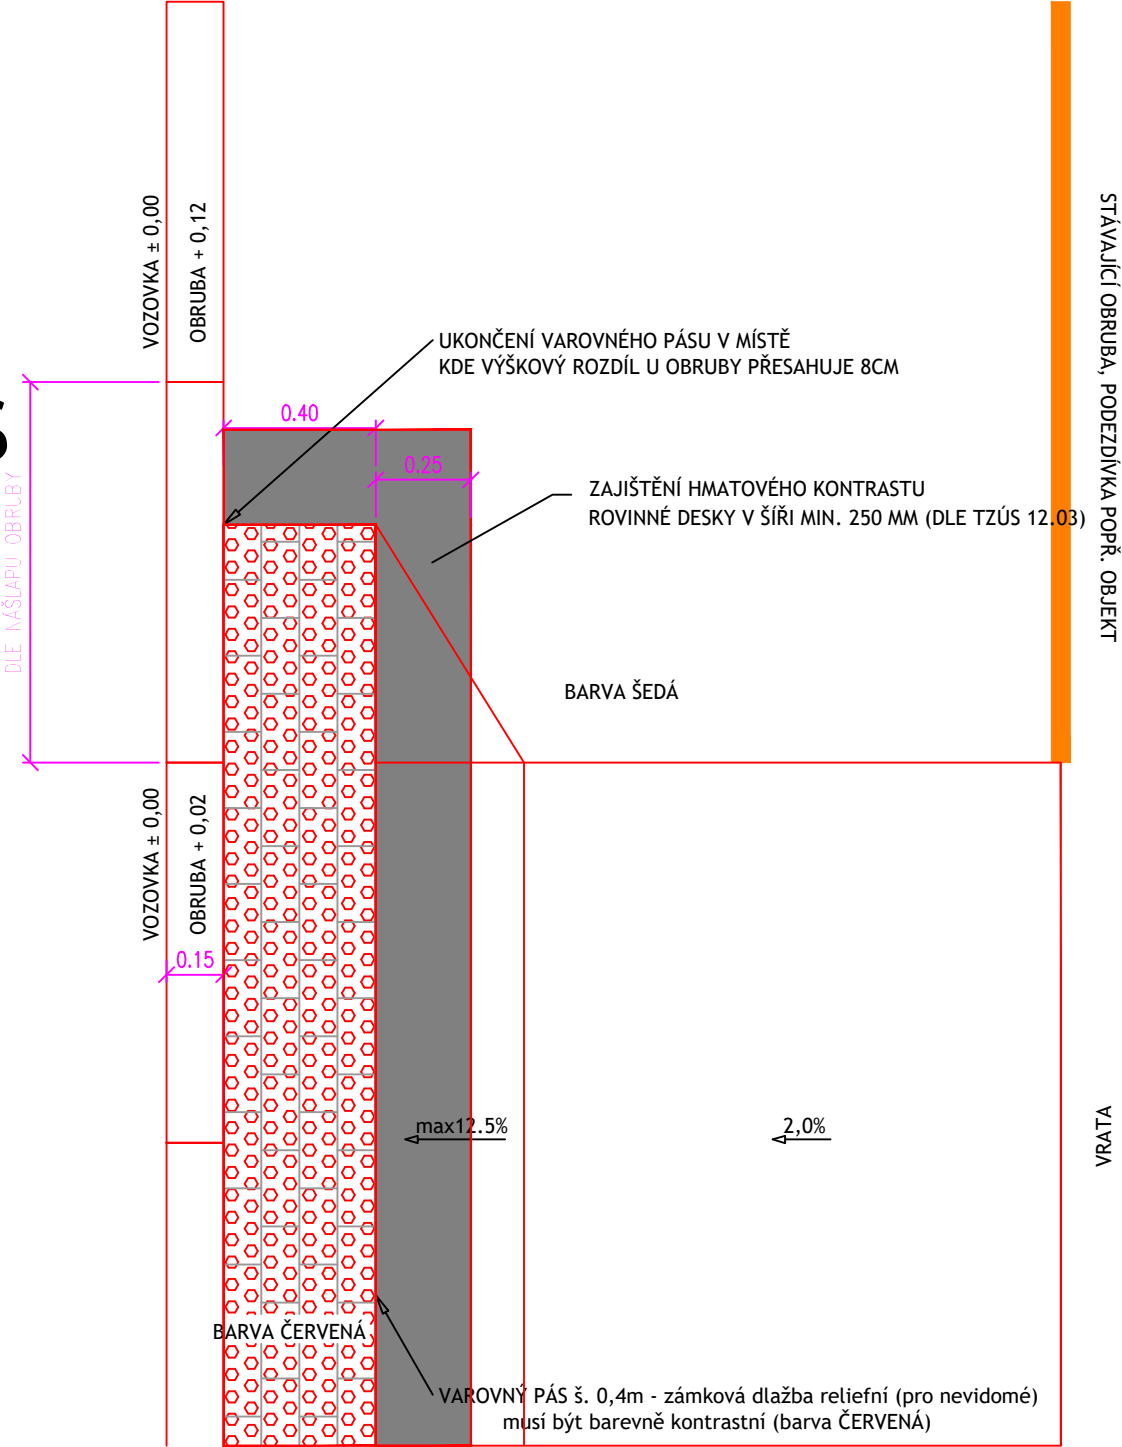 VOZOVKA ± 0,00
OBRUBA + 0,12
STÁVAJÍCÍ OBRUBA, PODEZDÍVKA POPŘ. OBJEKT
UKONČENÍ VAROVNÉHO PÁSU V MÍSTĚ
KDE VÝŠKOVÝ ROZDÍL U OBRUBY PŘESAHUJE 8CM
0.40
0.25
DLE NÁŠLAPU OBRUBY
ZAJIŠTĚNÍ HMATOVÉHO KONTRASTU
ROVINNÉ DESKY V ŠÍŘI MIN. 250 MM (DLE TZÚS 12.03)
BARVA ŠEDÁ
VOZOVKA ± 0,00
OBRUBA + 0,02
0.15
max12.5%
2,0%
VRATA
BARVA ČERVENÁ
VAROVNÝ PÁS š. 0,4m - zámková dlažba reliefní (pro nevidomé)
musí být barevně kontrastní (barva ČERVENÁ)